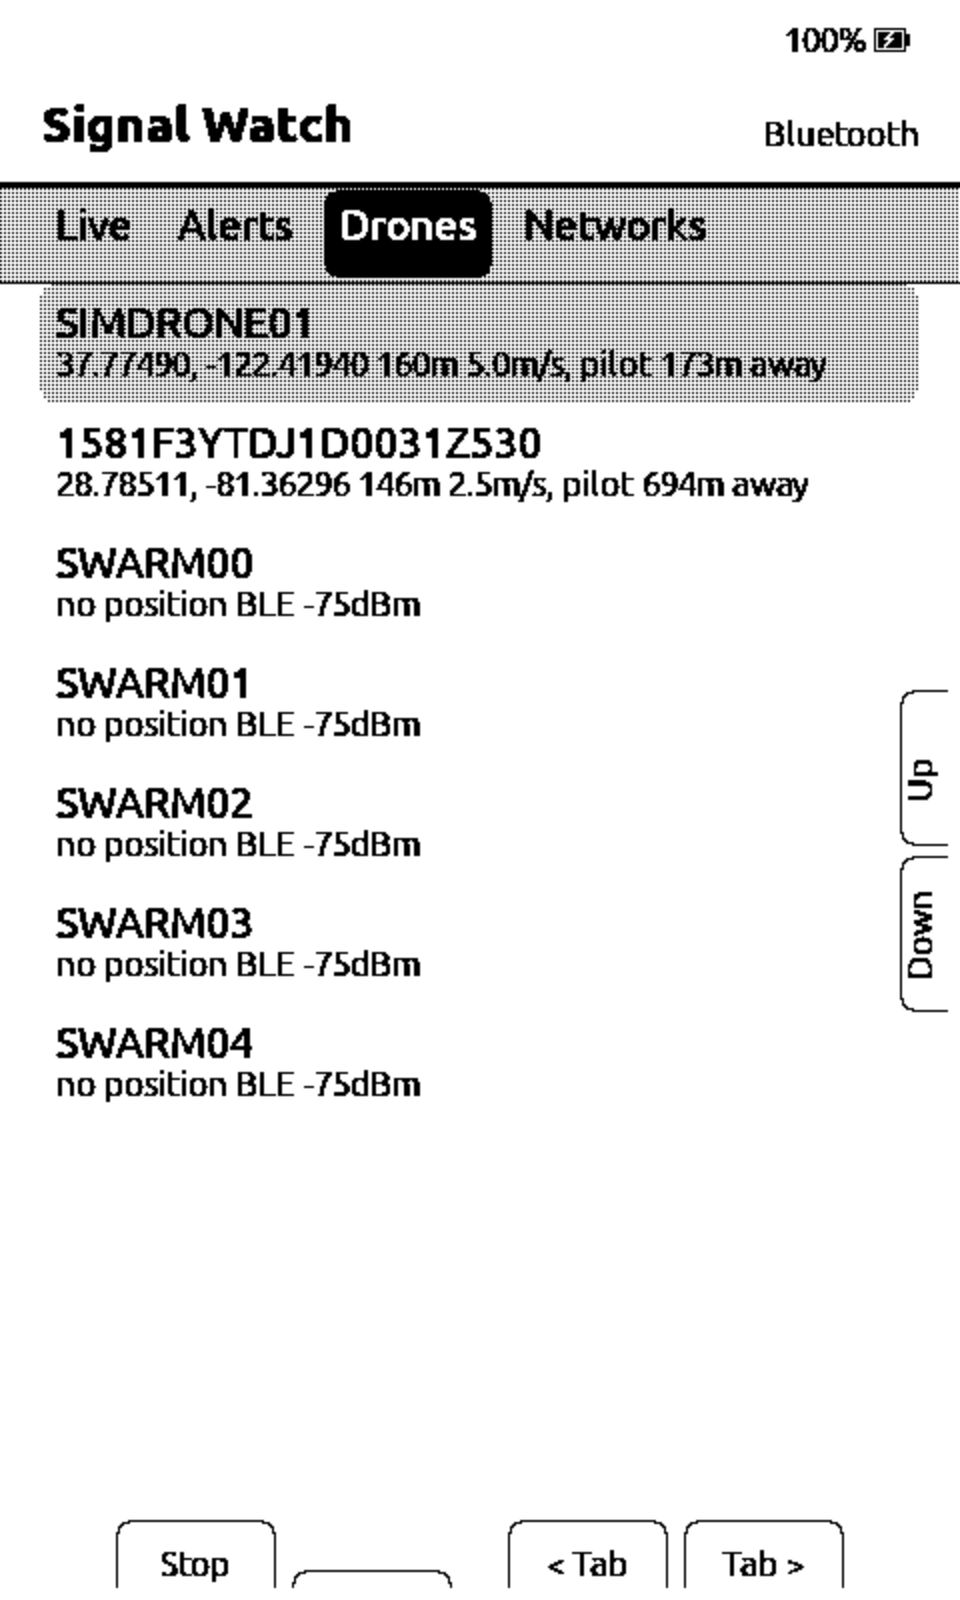 100%
Signal Watch
Bluetooth
Live Alerts Drones Networks
SIMDRONE01
37.77490, -122.41940 160m 5.0m/s, pilot 173m away
1581F3YTDJ1D0031Z530
28.78511, -81.36296 146m 2.5m/s, pilot 694m away
SWARM00
no position BLE -75dBm
SWARM01
no position BLE -75dBm
SWARM02
no position BLE -75dBm
SWARM03
no position BLE -75dBm
SWARM04
no position BLE -75dBm
Up
Down
Stop
< Tab
Tab >